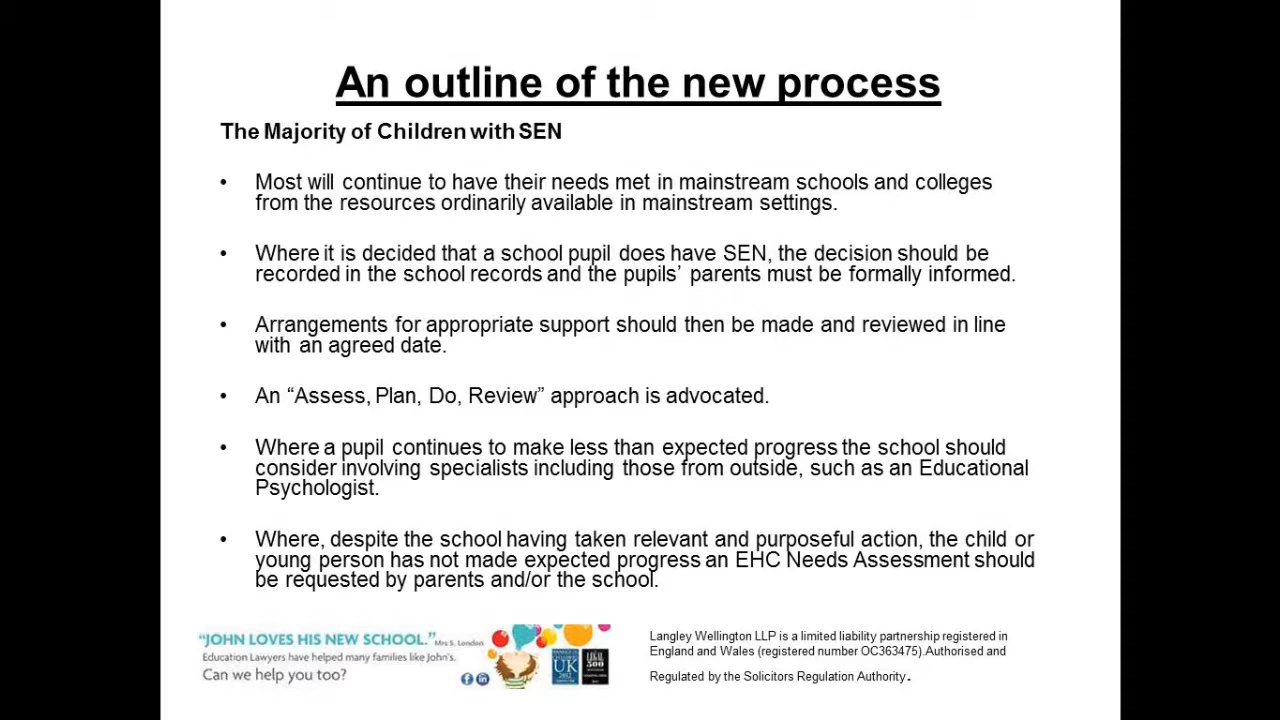 An outline of the new process
The Majority of Children with SEN
• Most will continue to have their needs met in mainstream schools and colleges
from the resources ordinarily available in mainstream settings.
• Where it is decided that a school pupil does have SEN, the decision should be
recorded in the school records and the pupils’ parents must be formally informed.
• Arrangements for appropriate support should then be made and reviewed in line
with an agreed date.
• An “Assess, Plan, Do, Review” approach is advocated.
• Where a pupil continues to make less than expected progress the school should
consider involving specialists including those from outside, such as an Educational
Psychologist.
• Where, despite the school having taken relevant and purposeful action, the child or
young person has not made expected progress an EHC Needs Assessment should
be requested by parents and/or the school.
“JOHN LOVES HIS NEW SCHOOL.” Mrs S. London
Education Lawyers have helped many families like John's.
Can we help you too?
UK
500
Langley Wellington LLP is a limited liability partnership registered in
England and Wales (registered number OC363475).Authorised and
Regulated by the Solicitors Regulation Authority.